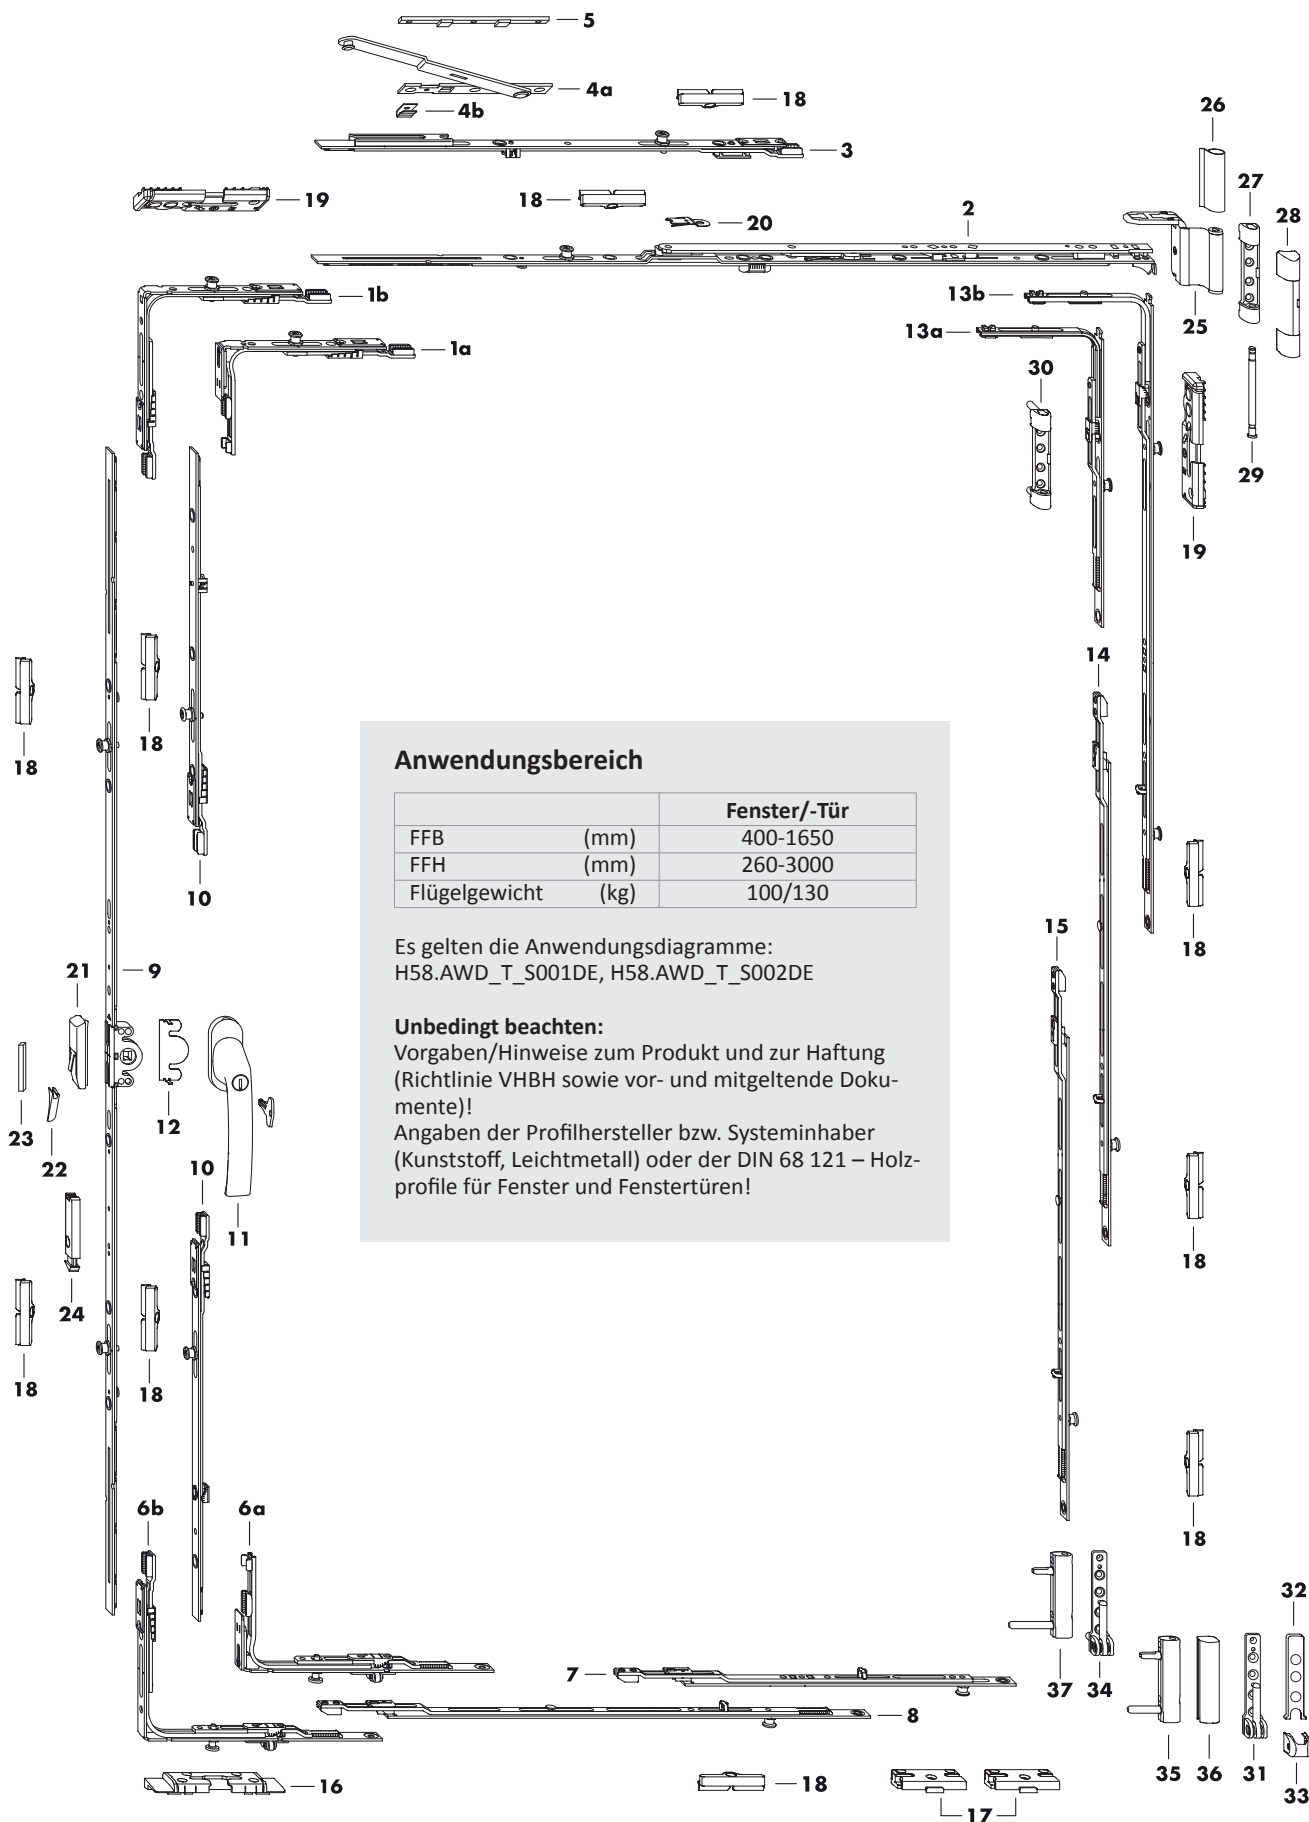 5
4a
4b
18
3
26
19
18
20
2
27
28
1b
13b
25
1a
13a
30
29
19
14
18
18
10
18
15
21
9
23
22
12
10
11
24
18
18
18
18
6b
6a
32
7
37
34
8
35
36
31
33
16
18
17
Anwendungsbereich
Fenster/-Tür
FFB (mm) 400-1650
FFH (mm) 260-3000
Flügelgewicht (kg) 100/130
Es gelten die Anwendungsdiagramme:
H58.AWD_T_S001DE, H58.AWD_T_S002DE
Unbedingt beachten:
Vorgaben/Hinweise zum Produkt und zur Haftung
(Richtlinie VHBH sowie vor- und mitgeltende Doku-
mente)!
Angaben der Profilhersteller bzw. Systeminhaber
(Kunststoff, Leichtmetall) oder der DIN 68 121 – Holz-
profile für Fenster und Fenstertüren!